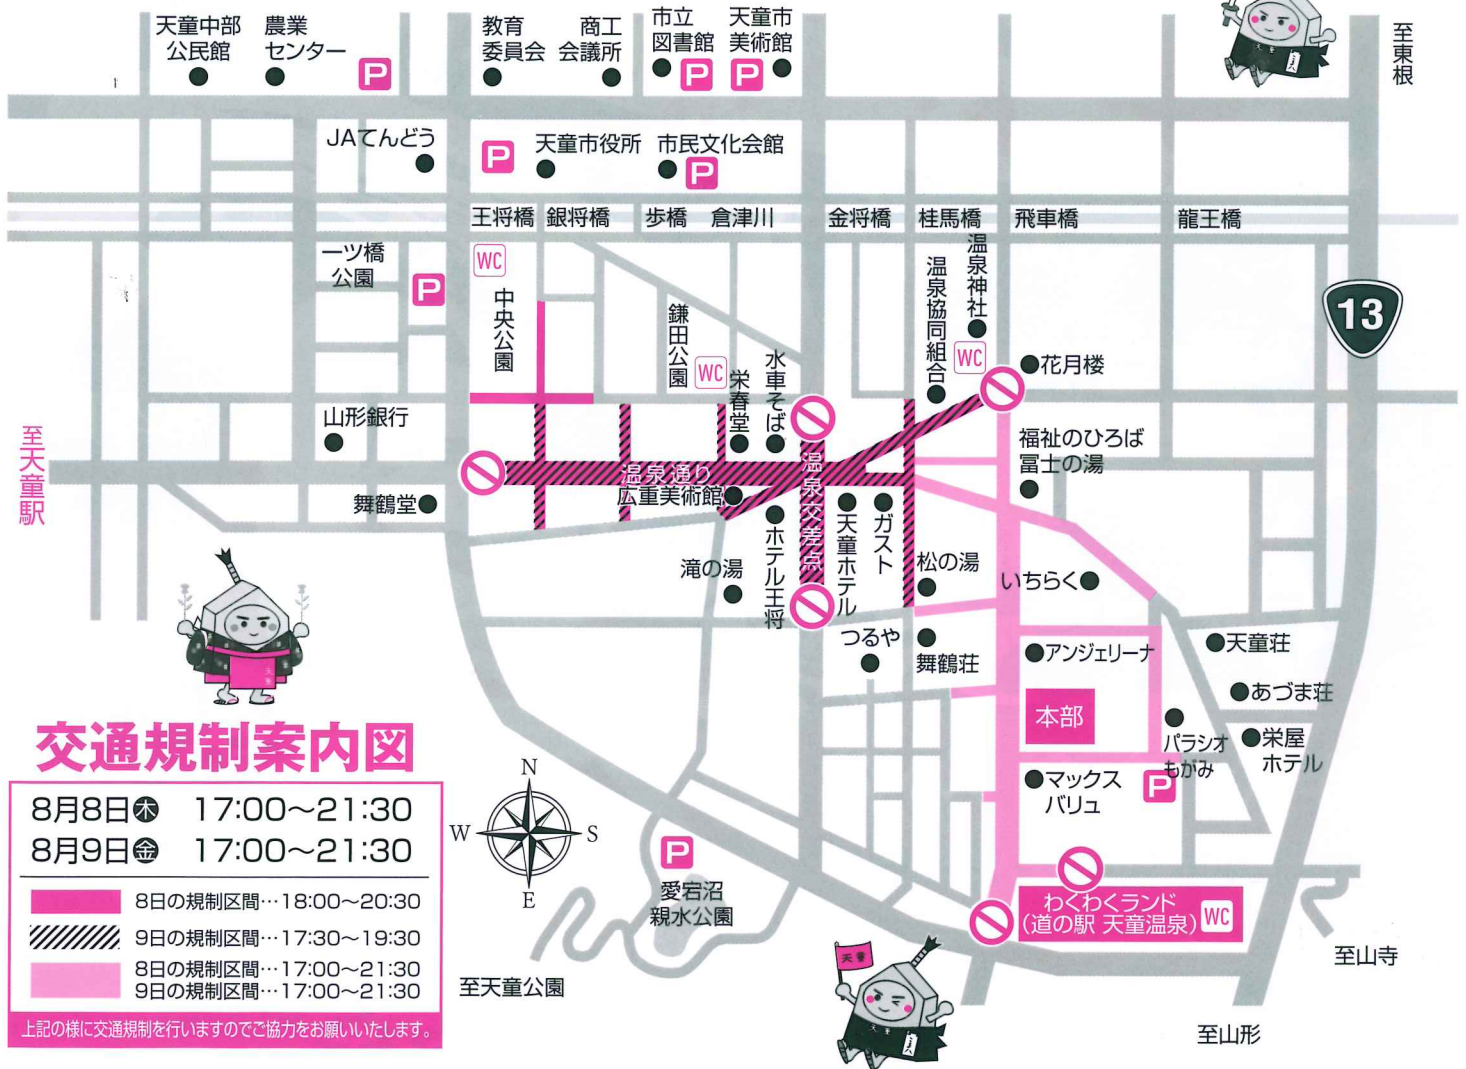 天童中部
公民館
農業
センター
P
教育
委員会
商工
会議所
市立
図書館
P
天童市
美術館
P
至東根
JAてんどう
P
天童市役所
市民文化会館
P
王将橋
銀将橋
歩橋
倉津川
金将橋
桂馬橋
飛車橋
龍王橋
一ツ橋
公園
P
WC
中央公園
鎌田公園
WC
栄春堂
水車そば
温泉協同組合
温泉神社
WC
花月楼
13
山形銀行
至天童駅
舞鶴堂
温泉通り
広重美術館
温泉交差点
福祉のひろば
冨士の湯
滝の湯
ホテル王将
天童ホテル
ガスト
松の湯
いちらく
つるや
舞鶴荘
アンジェリーナ
天童荘
あづま荘
本部
パラシオ
もがみ
栄屋
ホテル
マックス
バリュ
P
交通規制案内図
8月8日木 17:00〜21:30
8月9日金 17:00〜21:30
8日の規制区間…18:00〜20:30
9日の規制区間…17:30〜19:30
8日の規制区間…17:00〜21:30
9日の規制区間…17:00〜21:30
上記の様に交通規制を行いますのでご協力をお願いいたします。
N
W
S
E
P
愛宕沼
親水公園
わくわくランド
(道の駅 天童温泉)
WC
至天童公園
天童
至山寺
至山形